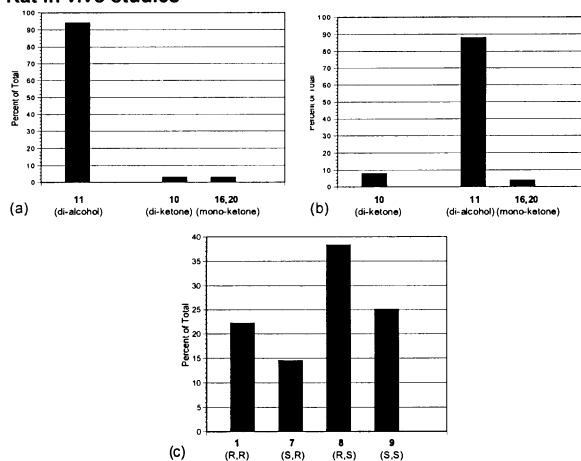 Rat in vivo studies
100
90
80
70
60
50
40
30
20
10
0
Percent of Total
11 10 16,20
(di-alcohol) (di-ketone) (mono-ketone)
(a)
100
90
80
70
60
50
40
30
20
10
0
Percent of Total
10 11 16,20
(di-ketone) (di-alcohol) (mono-ketone)
(b)
40
35
30
25
20
15
10
5
0
Percent of Total
1 7 8 9
(R,R) (S,R) (R,S) (S,S)
(c)